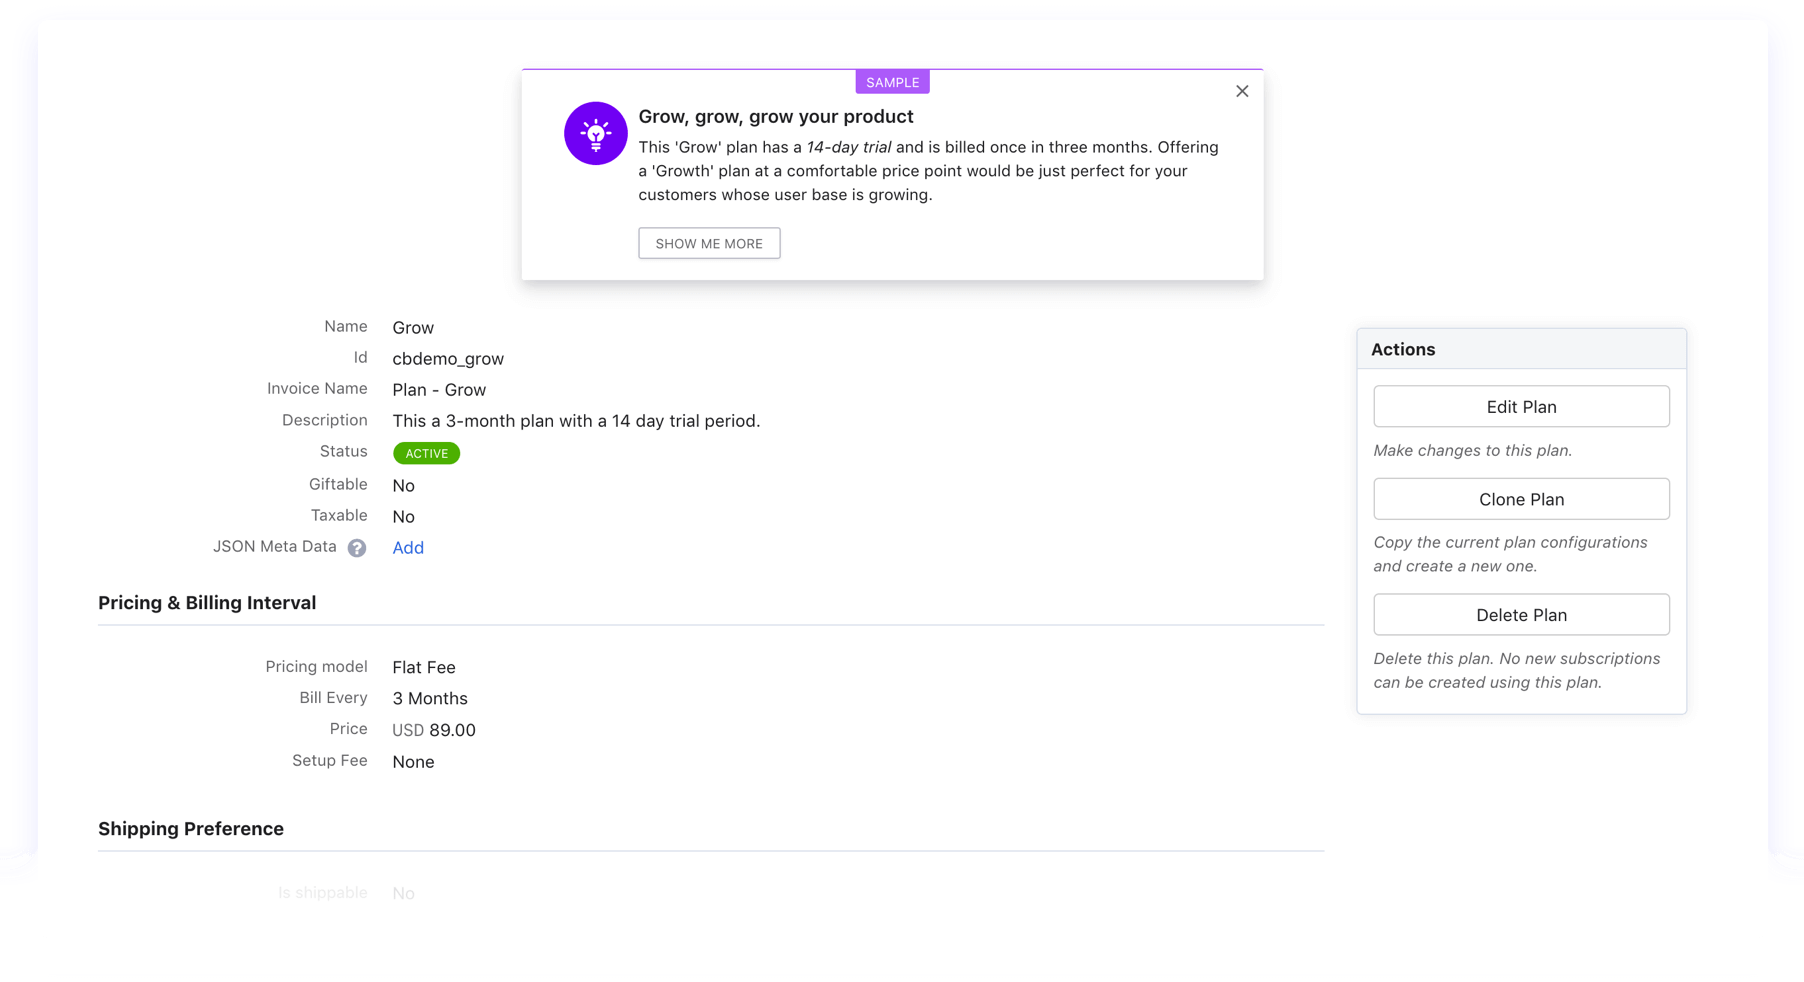 SAMPLE
Grow, grow, grow your product
This 'Grow' plan has a 14-day trial and is billed once in three months. Offering
a 'Growth' plan at a comfortable price point would be just perfect for your
customers whose user base is growing.
SHOW ME MORE
Name Grow
Id cbdemo_grow
Invoice Name Plan - Grow
Description This a 3-month plan with a 14 day trial period.
Status ACTIVE
Giftable No
Taxable No
JSON Meta Data ? Add
Pricing & Billing Interval
Pricing model Flat Fee
Bill Every 3 Months
Price USD 89.00
Setup Fee None
Shipping Preference
Is shippable No
Actions
Edit Plan
Make changes to this plan.
Clone Plan
Copy the current plan configurations
and create a new one.
Delete Plan
Delete this plan. No new subscriptions
can be created using this plan.